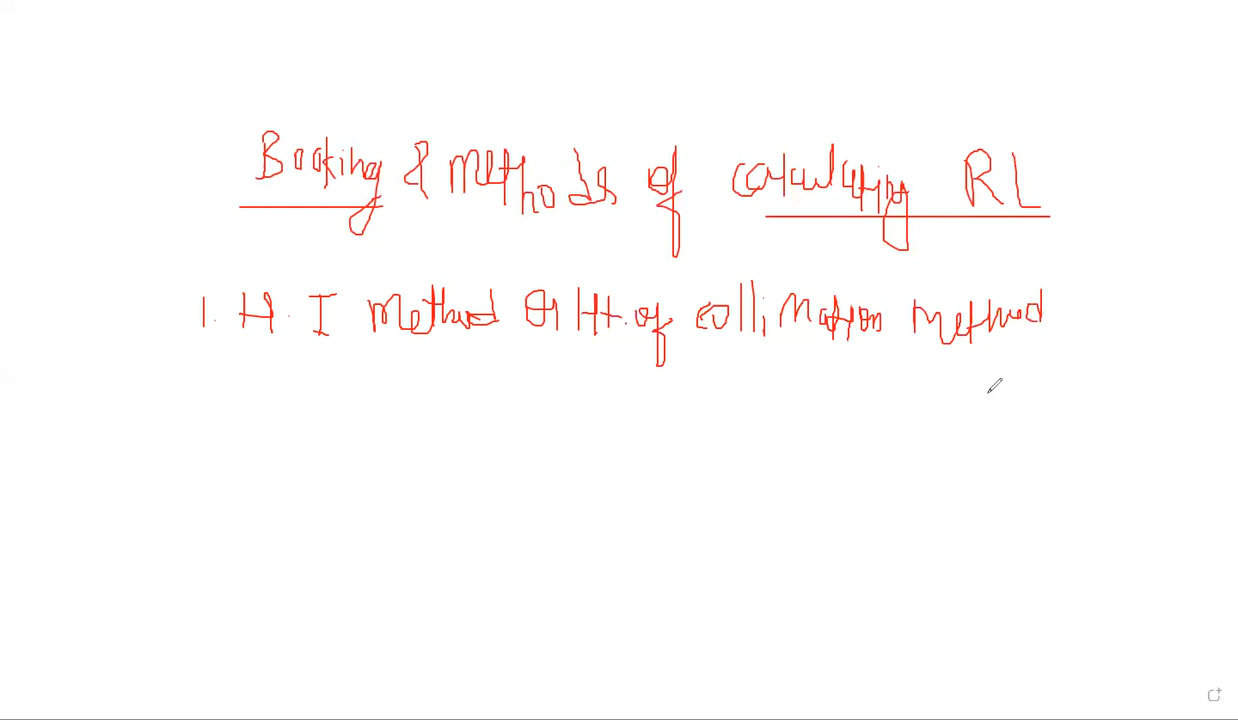 Booking & Methods of calculating RL
1. H. I Method or Ht. of collimation method